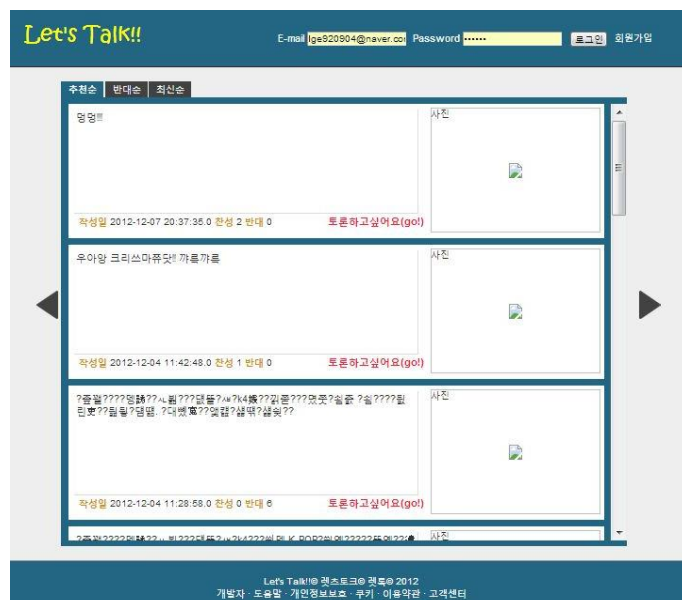 Let's Talk!!
E-mail lge920904@naver.co Password •••••• 로그인 회원가입
추천순 반대순 최신순
멍멍!!!
사진
작성일 2012-12-07 20:37:35.0 찬성 2 반대 0 토론하고싶어요(go!)
우아앙 크리쓰마쮸닷!! 꺄륵꺄륵
사진
작성일 2012-12-04 11:42:48.0 찬성 1 반대 0 토론하고싶어요(go!)
사진
작성일 2012-12-04 11:28:58.0 찬성 0 반대 6 토론하고싶어요(go!)
사진
Let's Talk!!© 렛츠토크® 렛톡® 2012
개발자 · 도움말 · 개인정보보호 · 쿠키 · 이용약관 · 고객센터